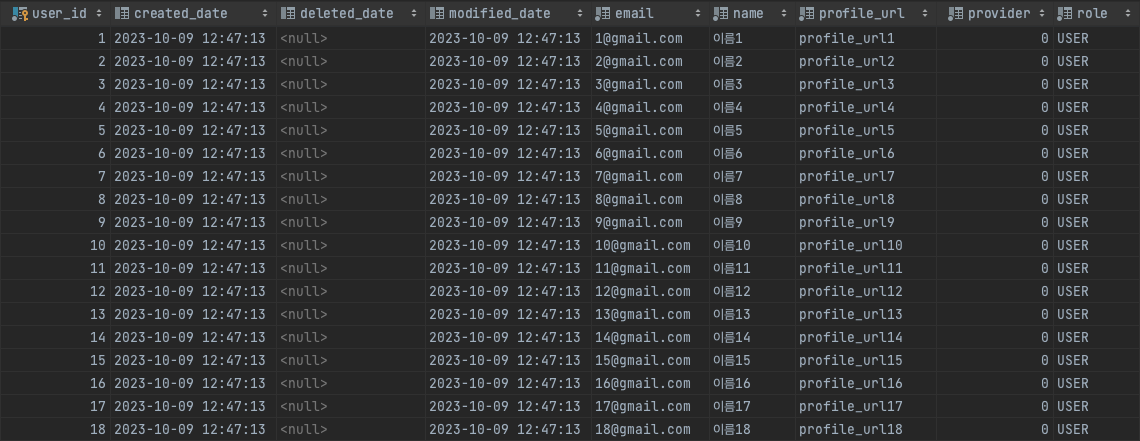 user_id created_date deleted_date modified_date email name profile_url provider role
1 2023-10-09 12:47:13 <null> 2023-10-09 12:47:13 1@gmail.com 이름1 profile_url1 0 USER
2 2023-10-09 12:47:13 <null> 2023-10-09 12:47:13 2@gmail.com 이름2 profile_url2 0 USER
3 2023-10-09 12:47:13 <null> 2023-10-09 12:47:13 3@gmail.com 이름3 profile_url3 0 USER
4 2023-10-09 12:47:13 <null> 2023-10-09 12:47:13 4@gmail.com 이름4 profile_url4 0 USER
5 2023-10-09 12:47:13 <null> 2023-10-09 12:47:13 5@gmail.com 이름5 profile_url5 0 USER
6 2023-10-09 12:47:13 <null> 2023-10-09 12:47:13 6@gmail.com 이름6 profile_url6 0 USER
7 2023-10-09 12:47:13 <null> 2023-10-09 12:47:13 7@gmail.com 이름7 profile_url7 0 USER
8 2023-10-09 12:47:13 <null> 2023-10-09 12:47:13 8@gmail.com 이름8 profile_url8 0 USER
9 2023-10-09 12:47:13 <null> 2023-10-09 12:47:13 9@gmail.com 이름9 profile_url9 0 USER
10 2023-10-09 12:47:13 <null> 2023-10-09 12:47:13 10@gmail.com 이름10 profile_url10 0 USER
11 2023-10-09 12:47:13 <null> 2023-10-09 12:47:13 11@gmail.com 이름11 profile_url11 0 USER
12 2023-10-09 12:47:13 <null> 2023-10-09 12:47:13 12@gmail.com 이름12 profile_url12 0 USER
13 2023-10-09 12:47:13 <null> 2023-10-09 12:47:13 13@gmail.com 이름13 profile_url13 0 USER
14 2023-10-09 12:47:13 <null> 2023-10-09 12:47:13 14@gmail.com 이름14 profile_url14 0 USER
15 2023-10-09 12:47:13 <null> 2023-10-09 12:47:13 15@gmail.com 이름15 profile_url15 0 USER
16 2023-10-09 12:47:13 <null> 2023-10-09 12:47:13 16@gmail.com 이름16 profile_url16 0 USER
17 2023-10-09 12:47:13 <null> 2023-10-09 12:47:13 17@gmail.com 이름17 profile_url17 0 USER
18 2023-10-09 12:47:13 <null> 2023-10-09 12:47:13 18@gmail.com 이름18 profile_url18 0 USER